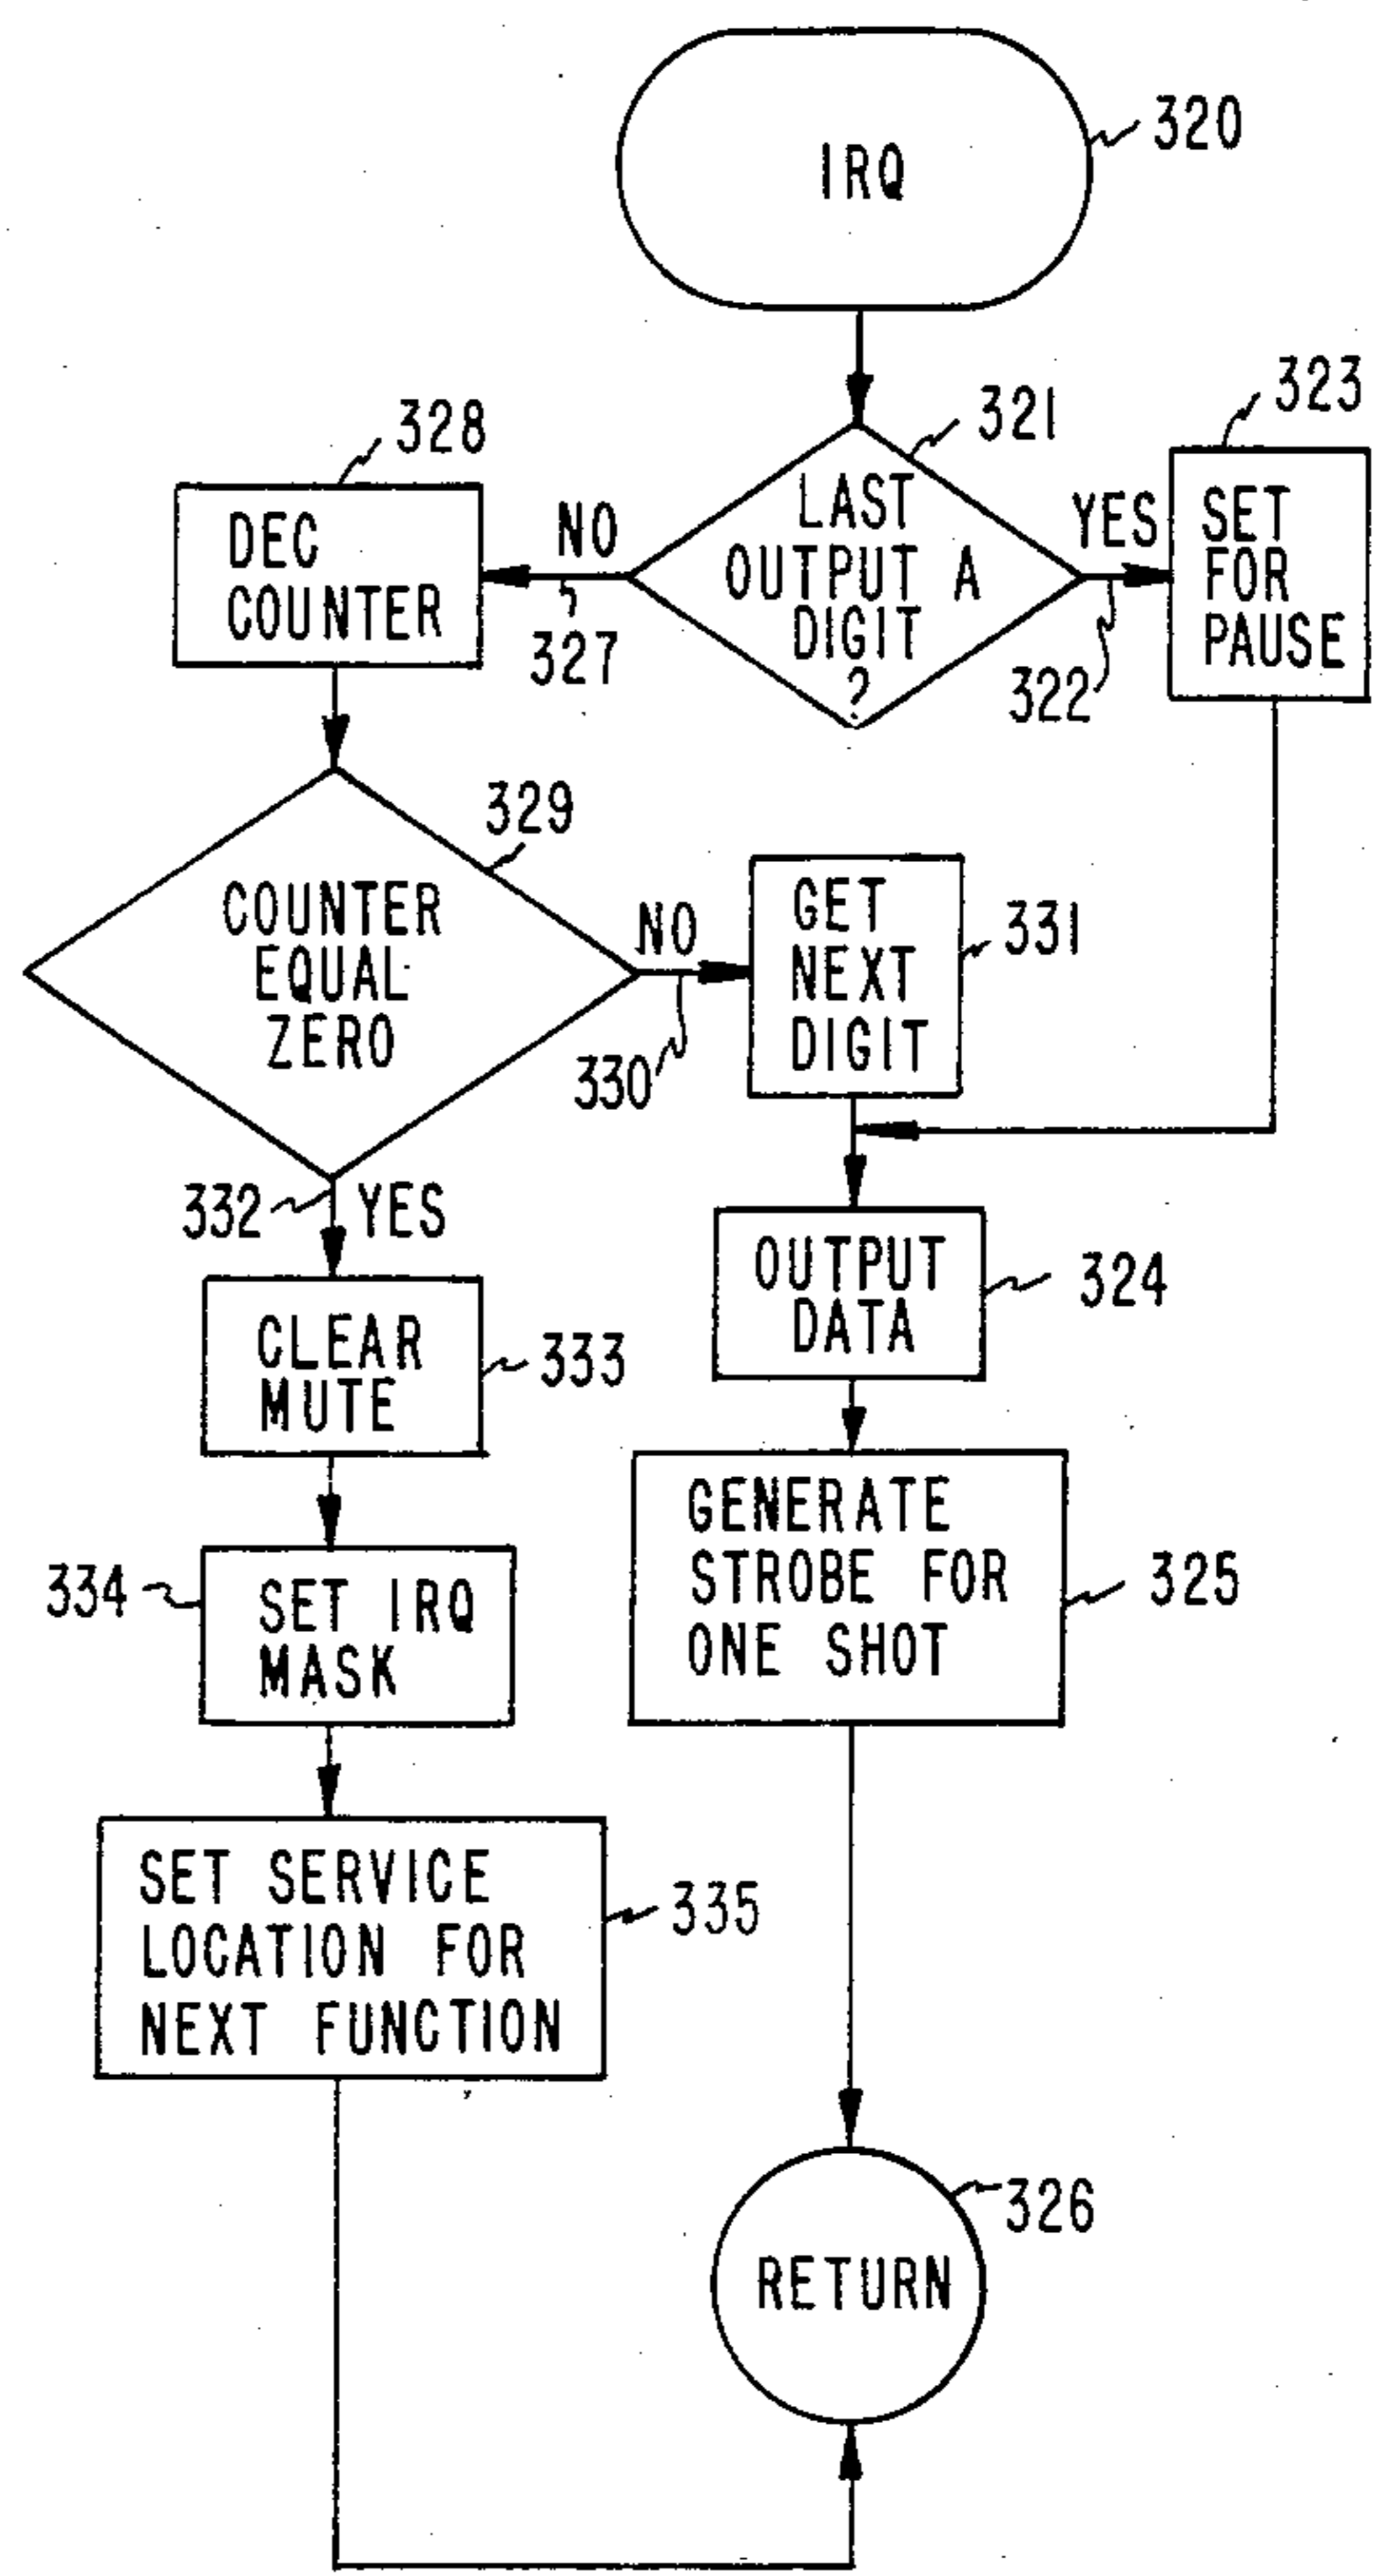 320
IRQ
323
321
328
LAST
OUTPUT A
DIGIT
?
YES
SET
FOR
PAUSE
NO
DEC
COUNTER
327
322
329
COUNTER
EQUAL
ZERO
NO
GET
NEXT
DIGIT
331
330
332
YES
OUTPUT
DATA
324
CLEAR
MUTE
333
GENERATE
STROBE FOR
ONE SHOT
325
334
SET IRQ
MASK
SET SERVICE
LOCATION FOR
NEXT FUNCTION
335
326
RETURN